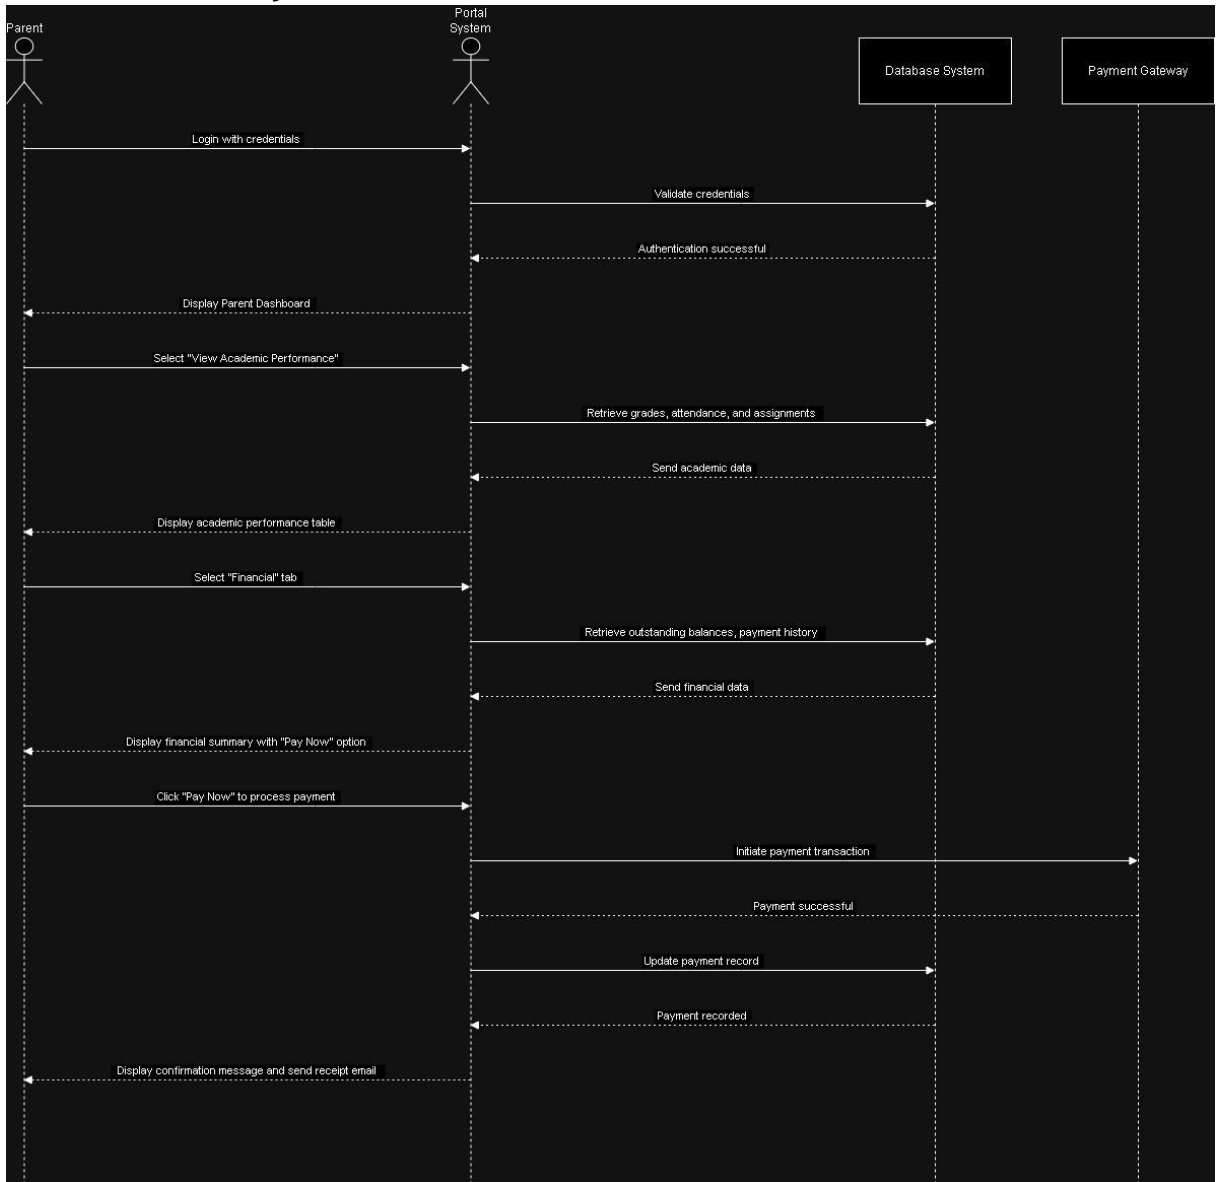 Parent
Portal
System
Database System
Payment Gateway
Login with credentials
Validate credentials
Authentication successful
Display Parent Dashboard
Select "View Academic Performance"
Retrieve grades, attendance, and assignments
Send academic data
Display academic performance table
Select "Financial" tab
Retrieve outstanding balances, payment history
Send financial data
Display financial summary with "Pay Now" option
Click "Pay Now" to process payment
Initiate payment transaction
Payment successful
Update payment record
Payment recorded
Display confirmation message and send receipt email